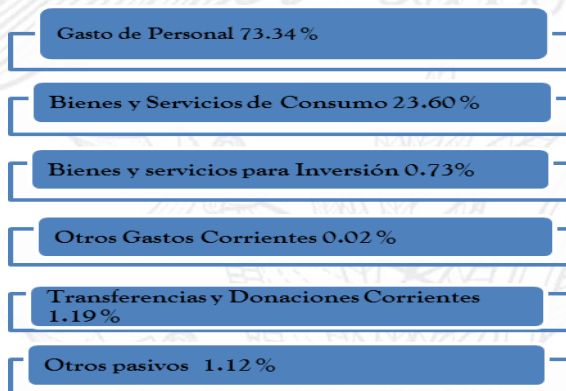 Gasto de Personal 73.34%
Bienes y Servicios de Consumo 23.60%
Bienes y servicios para Inversión 0.73%
Otros Gastos Corrientes 0.02%
Transferencias y Donaciones Corrientes
1.19%
Otros pasivos 1.12%